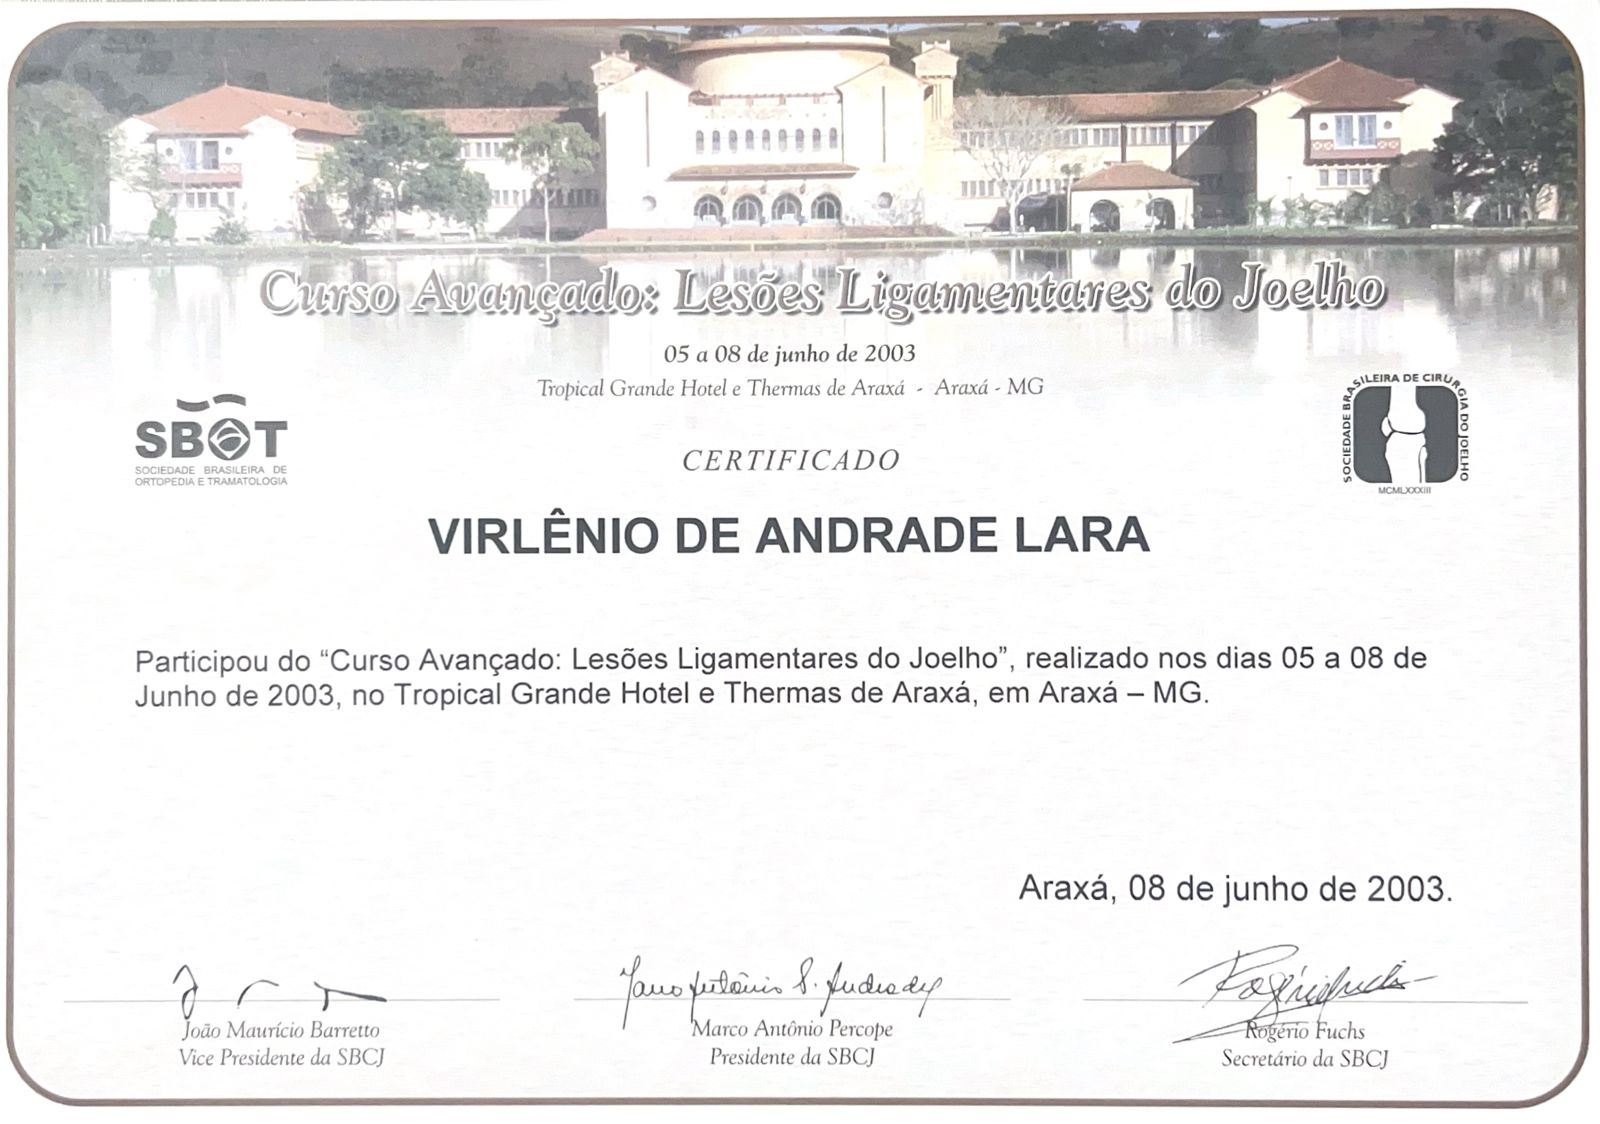 Curso Avançado: Lesões Ligamentares do Joelho
05 a 08 de junho de 2003
Tropical Grande Hotel e Thermas de Araxá - Araxá - MG
SBOT
SOCIEDADE BRASILEIRA DE
ORTOPEDIA E TRAMATOLOGIA
SOCIEDADE BRASILEIRA DE CIRURGIA DO JOELHO
MCMLXXXIII
CERTIFICADO
VIRLÊNIO DE ANDRADE LARA
Participou do “Curso Avançado: Lesões Ligamentares do Joelho”, realizado nos dias 05 a 08 de
Junho de 2003, no Tropical Grande Hotel e Thermas de Araxá, em Araxá – MG.
Araxá, 08 de junho de 2003.
João Maurício Barretto
Vice Presidente da SBCJ
Marco Antônio Percope
Presidente da SBCJ
Rogério Fuchs
Secretário da SBCJ